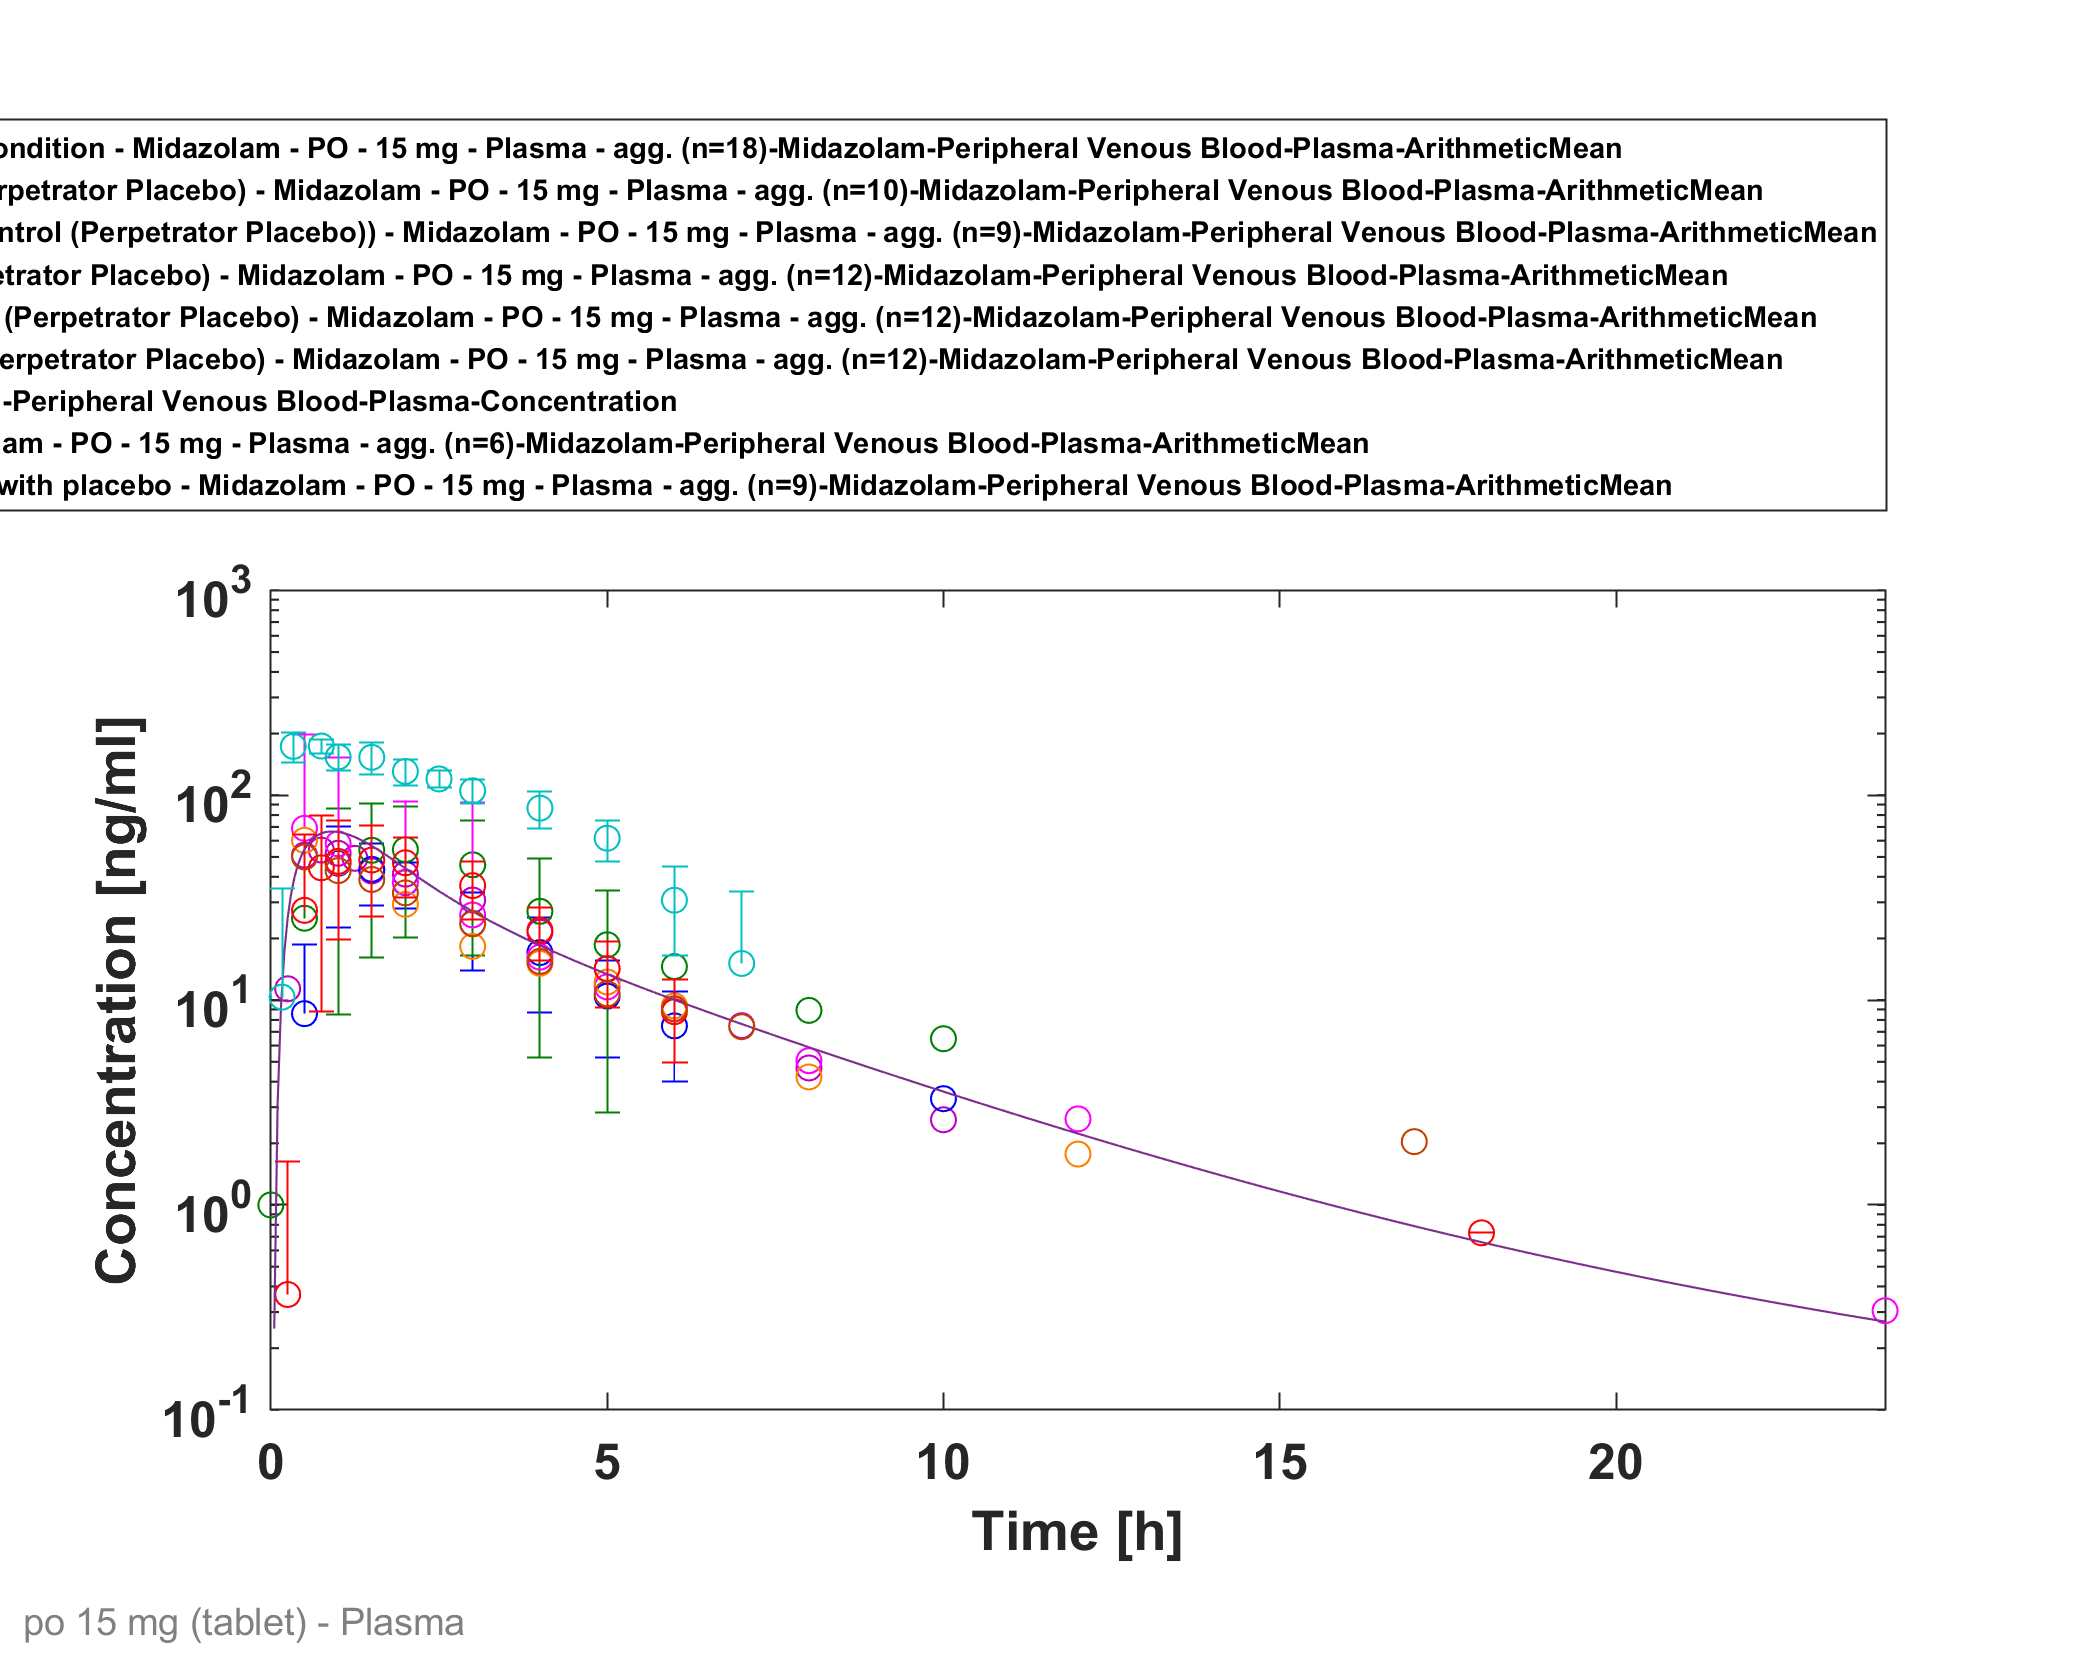 ondition - Midazolam - PO - 15 mg - Plasma - agg. (n=18)-Midazolam-Peripheral Venous Blood-Plasma-ArithmeticMean
rpetrator Placebo) - Midazolam - PO - 15 mg - Plasma - agg. (n=10)-Midazolam-Peripheral Venous Blood-Plasma-ArithmeticMean
ntrol (Perpetrator Placebo)) - Midazolam - PO - 15 mg - Plasma - agg. (n=9)-Midazolam-Peripheral Venous Blood-Plasma-ArithmeticMean
etrator Placebo) - Midazolam - PO - 15 mg - Plasma - agg. (n=12)-Midazolam-Peripheral Venous Blood-Plasma-ArithmeticMean
(Perpetrator Placebo) - Midazolam - PO - 15 mg - Plasma - agg. (n=12)-Midazolam-Peripheral Venous Blood-Plasma-ArithmeticMean
erpetrator Placebo) - Midazolam - PO - 15 mg - Plasma - agg. (n=12)-Midazolam-Peripheral Venous Blood-Plasma-ArithmeticMean
-Peripheral Venous Blood-Plasma-Concentration
am - PO - 15 mg - Plasma - agg. (n=6)-Midazolam-Peripheral Venous Blood-Plasma-ArithmeticMean
with placebo - Midazolam - PO - 15 mg - Plasma - agg. (n=9)-Midazolam-Peripheral Venous Blood-Plasma-ArithmeticMean
10^3
10^2
10^1
10^0
10^-1
Concentration [ng/ml]
0 5 10 15 20
Time [h]
po 15 mg (tablet) - Plasma